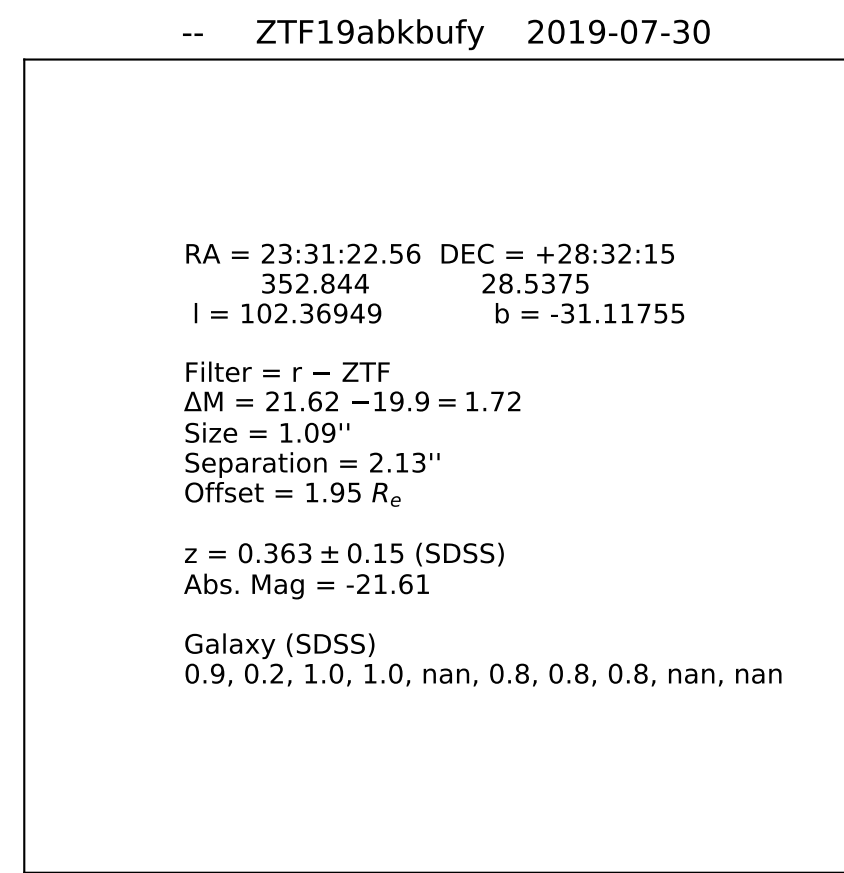 -- ZTF19abkbufy 2019-07-30
RA = 23:31:22.56 DEC = +28:32:15
352.844 28.5375
l = 102.36949 b = -31.11755
Filter = r − ZTF
ΔM = 21.62 −19.9 = 1.72
Size = 1.09''
Separation = 2.13''
Offset = 1.95 Rₑ
z = 0.363 ± 0.15 (SDSS)
Abs. Mag = -21.61
Galaxy (SDSS)
0.9, 0.2, 1.0, 1.0, nan, 0.8, 0.8, 0.8, nan, nan